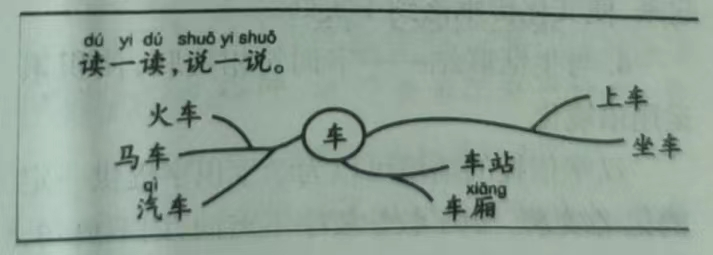 dú yi dú shuō yi shuō
读一读，说一说。
火车
马车
qì
汽车
车
上车
坐车
车站
xiāng
车厢